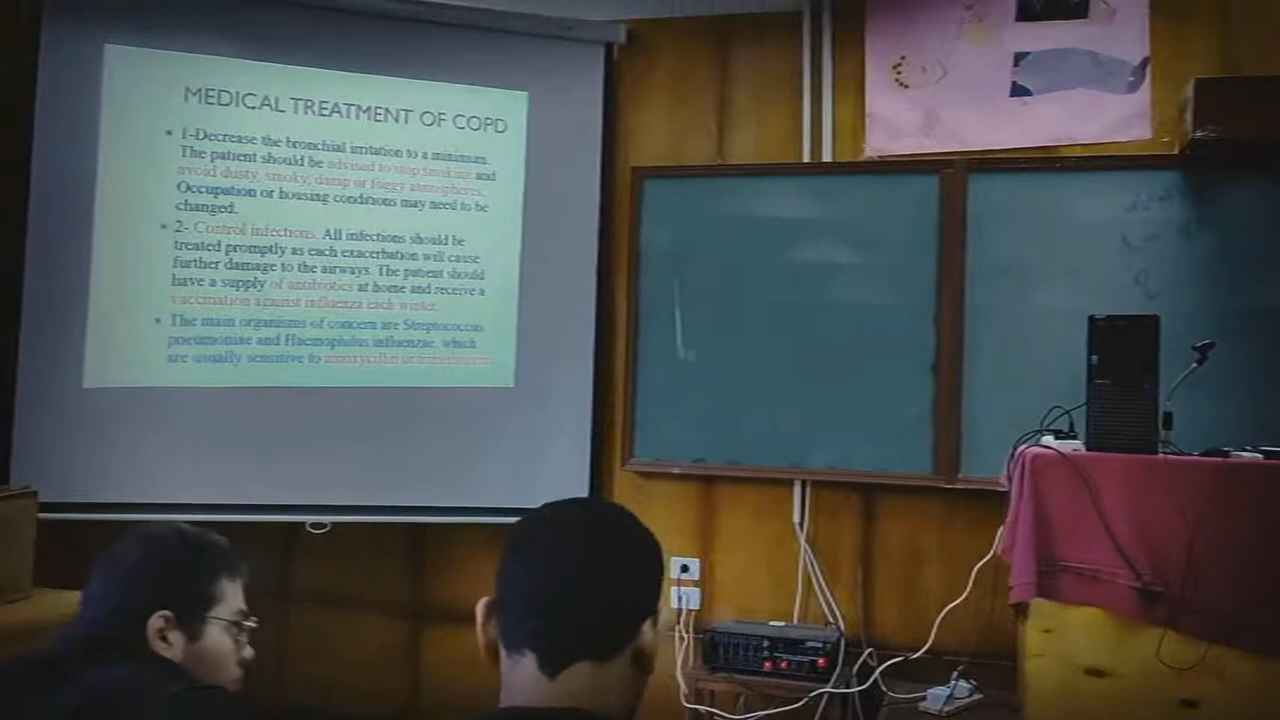 MEDICAL TREATMENT OF COPD
• 1-Decrease the bronchial irritation to a minimum.
The patient should be advised to stop smoking and
avoid dusty, smoky, damp or foggy atmospheres.
Occupation or housing conditions may need to be
changed.
• 2- Control infections. All infections should be
treated promptly as each exacerbation will cause
further damage to the airways. The patient should
have a supply of antibiotics at home and receive a
vaccination against influenza each winter.
• The main organisms of concern are Streptococcus
pneumoniae and Haemophilus influenzae, which
are usually sensitive to amoxycillin or trimethoprim